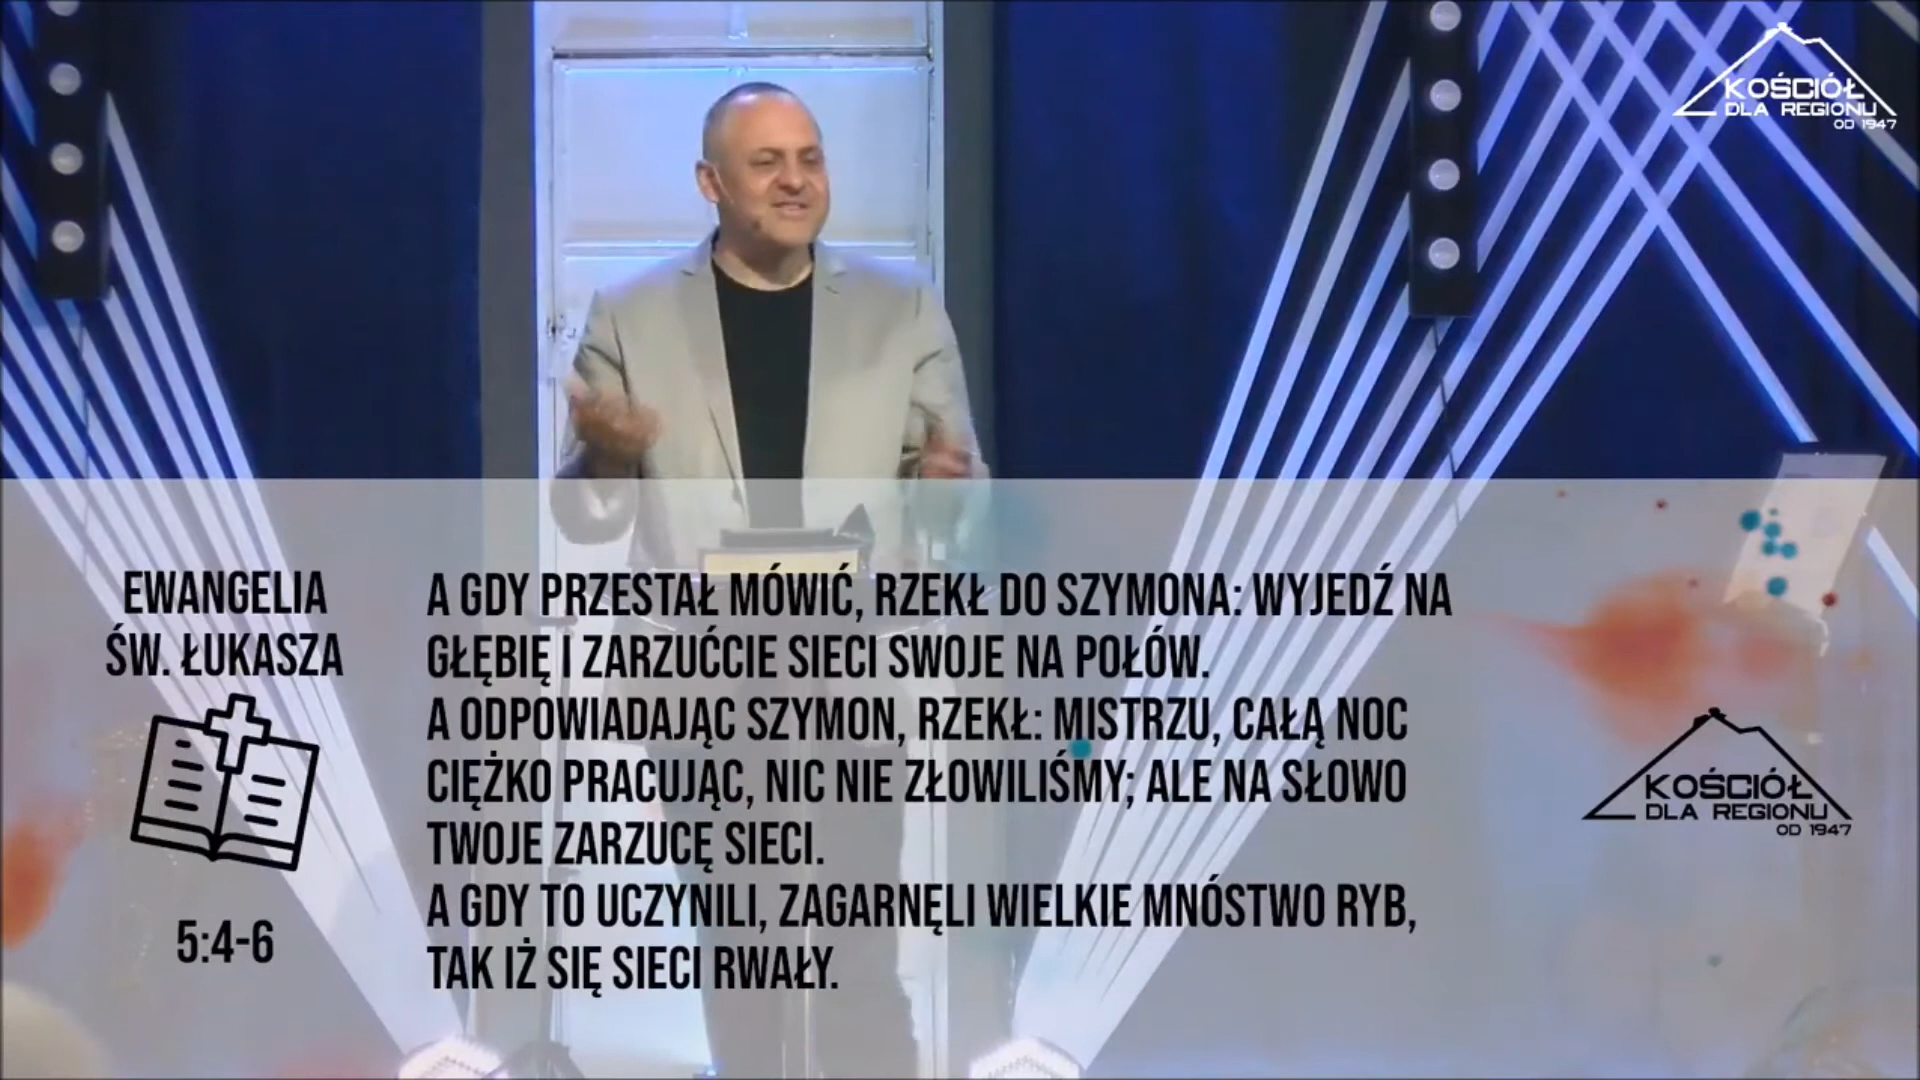 KOŚCIÓŁ
DLA REGIONU
OD 1947
EWANGELIA
ŚW. ŁUKASZA
5:4-6
A GDY PRZESTAŁ MÓWIĆ, RZEKŁ DO SZYMONA: WYJEDŹ NA
GŁĘBIĘ I ZARZUĆCIE SIECI SWOJE NA POŁÓW.
A ODPOWIADAJĄC SZYMON, RZEKŁ: MISTRZU, CAŁĄ NOC
CIĘŻKO PRACUJĄC, NIC NIE ZŁOWILIŚMY; ALE NA SŁOWO
TWOJE ZARZUCĘ SIECI.
A GDY TO UCZYNILI, ZAGARNĘLI WIELKIE MNÓSTWO RYB,
TAK IŻ SIĘ SIECI RWAŁY.
KOŚCIÓŁ
DLA REGIONU
OD 1947